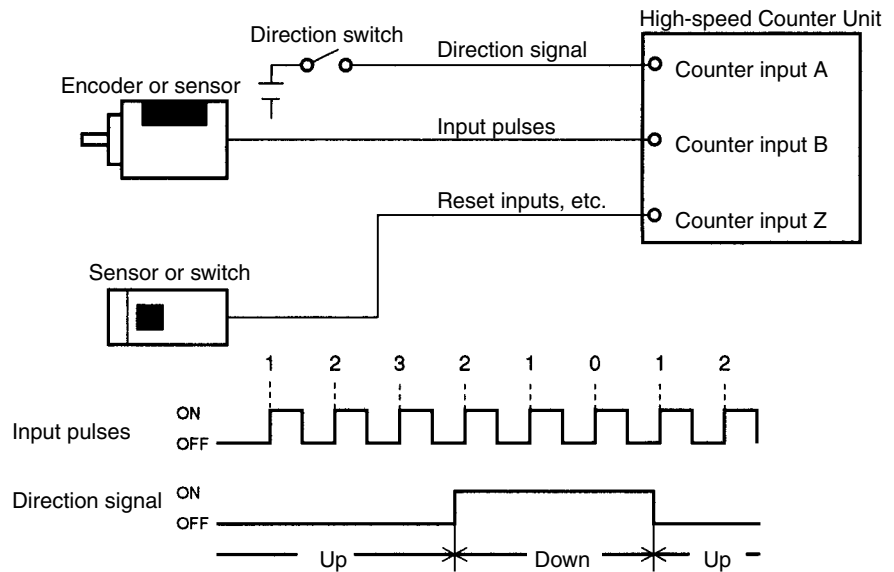 High-speed Counter Unit
Direction switch
Direction signal
Counter input A
Encoder or sensor
Input pulses
Counter input B
Reset inputs, etc.
Counter input Z
Sensor or switch
1 2 3 2 1 0 1 2
Input pulses
ON
OFF
Direction signal
ON
OFF
Up Down Up